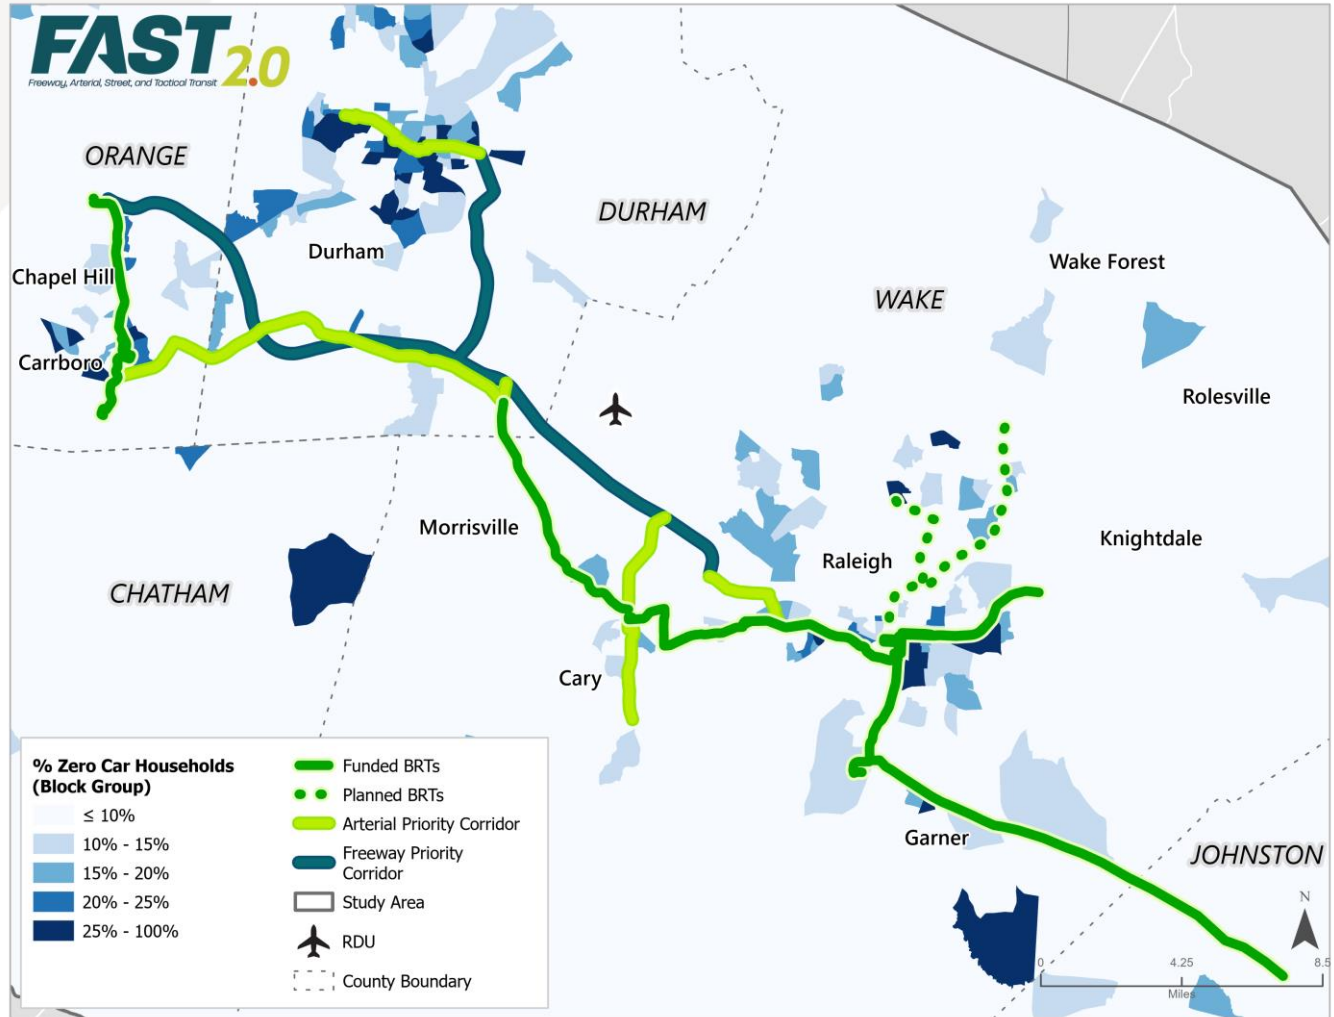 FAST 2.0
Freeway, Arterial, Street, and Tactical Transit
ORANGE
DURHAM
Durham
Wake Forest
Chapel Hill
WAKE
Carrboro
Rolesville
Morrisville
Knightdale
Raleigh
CHATHAM
Cary
Garner
JOHNSTON
% Zero Car Households
(Block Group)
≤ 10%
10% - 15%
15% - 20%
20% - 25%
25% - 100%
Funded BRTs
Planned BRTs
Arterial Priority Corridor
Freeway Priority
Corridor
Study Area
RDU
County Boundary
N
0 4.25 8.5
Miles